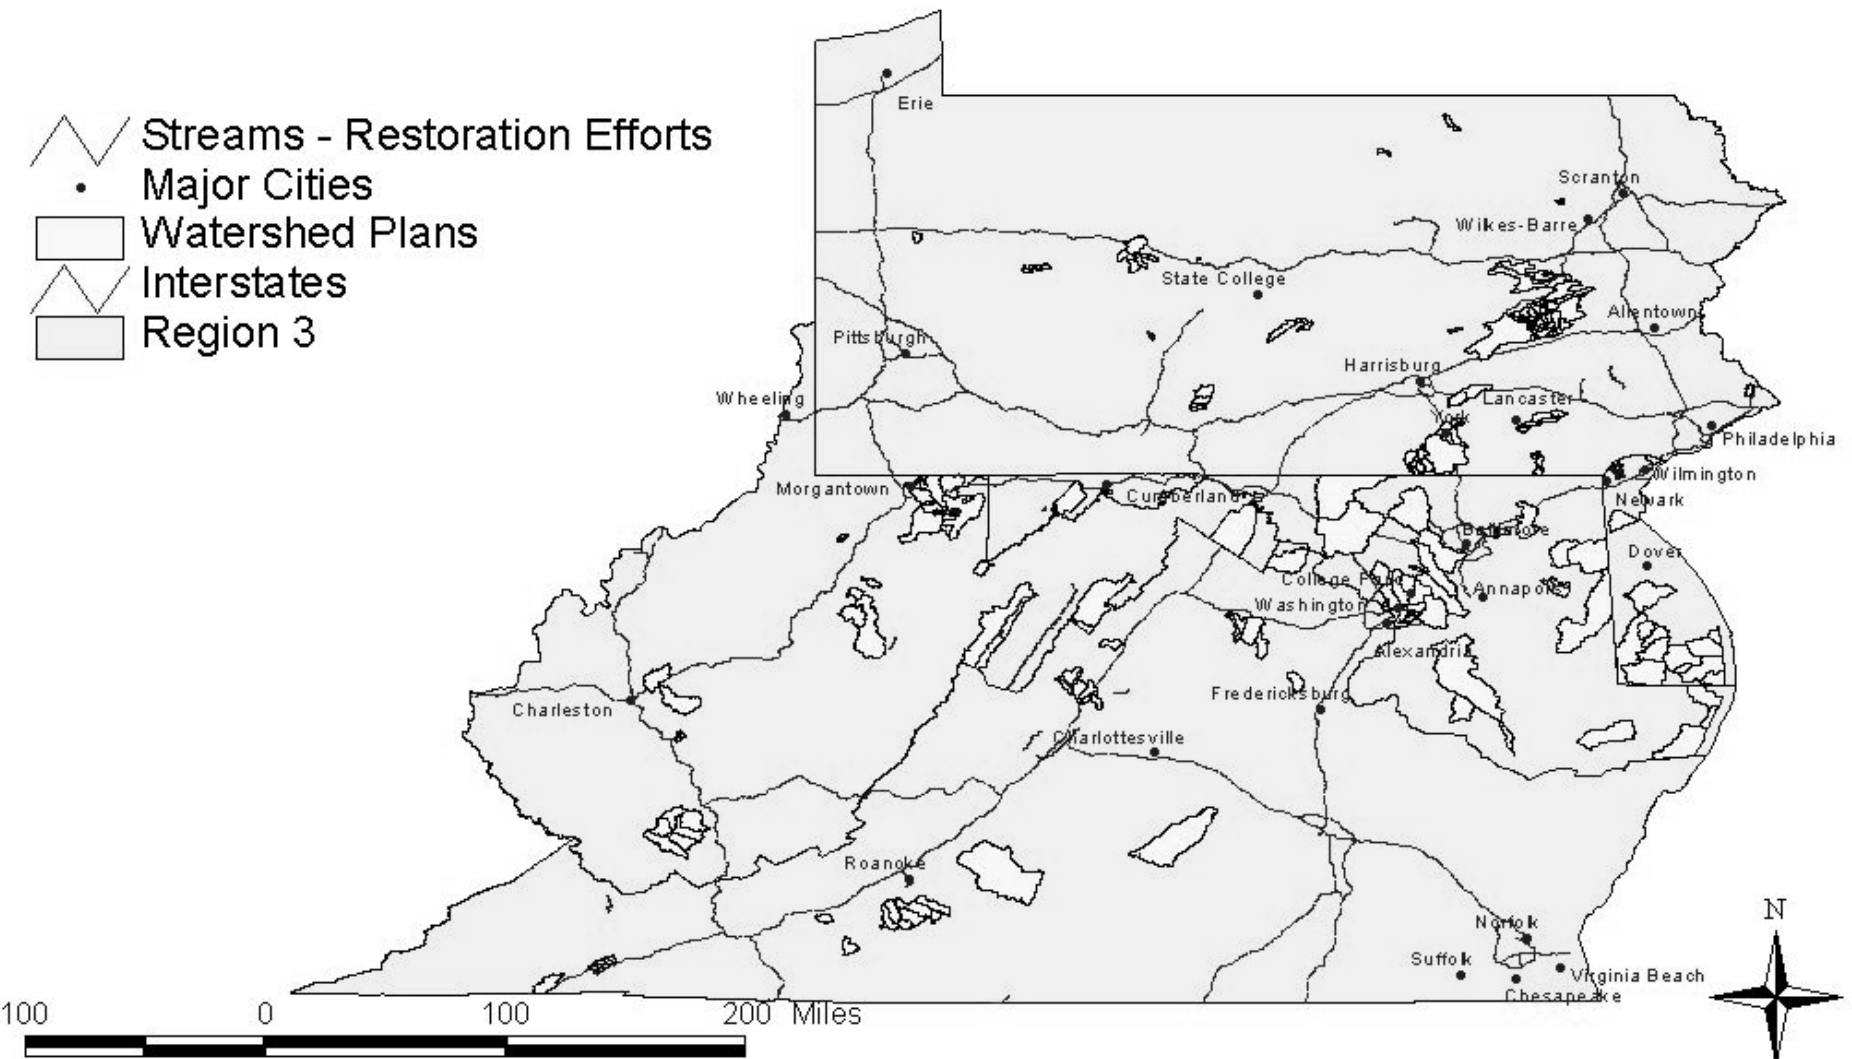 Streams - Restoration Efforts
Major Cities
Watershed Plans
Interstates
Region 3
Erie
Scranton
Wilkes-Barre
State College
Allentown
Pittsburgh
Harrisburg
Wheeling
Lancaster
York
Philadelphia
Morgantown
Cumberland
Wilmington
Newark
Baltimore
Dover
College Park
Annapolis
Washington
Alexandria
Fredericksburg
Charleston
Charlottesville
Roanoke
Norfolk
Suffolk
Virginia Beach
Chesapeake
N
100 0 100 200 Miles